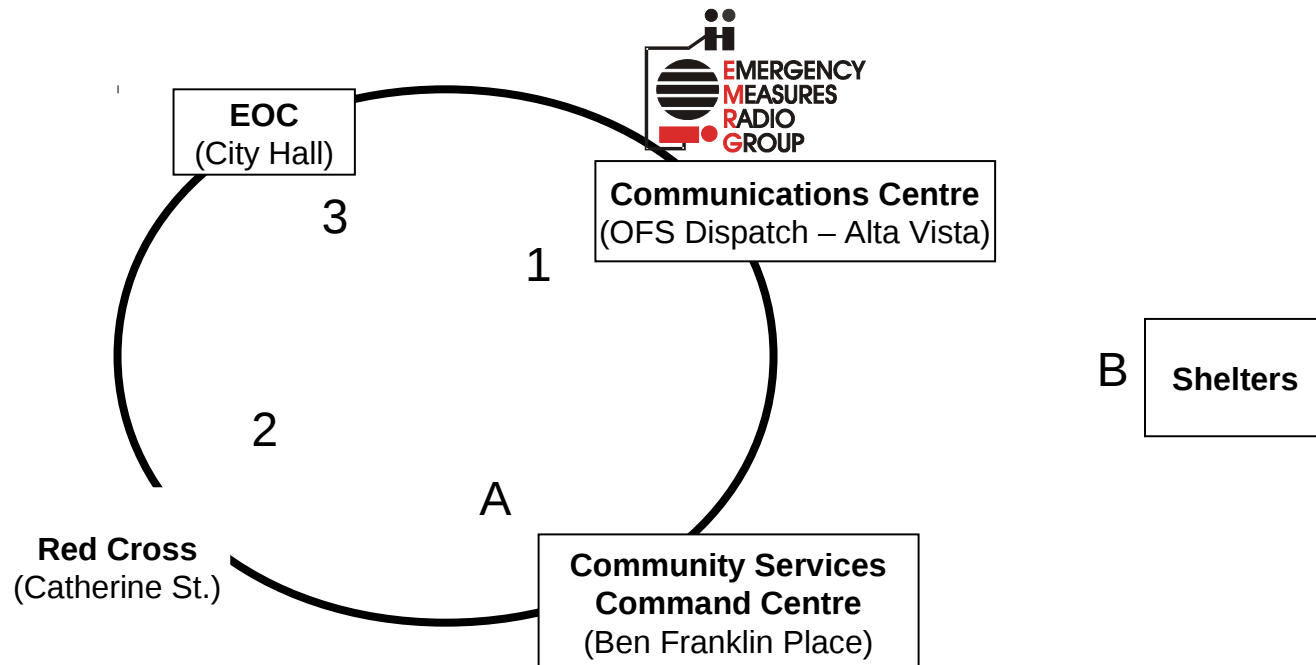 EMERGENCY
MEASURES
RADIO
GROUP
EOC
(City Hall)
Communications Centre
(OFS Dispatch – Alta Vista)
3
1
B
Shelters
2
A
Red Cross
(Catherine St.)
Community Services
Command Centre
(Ben Franklin Place)